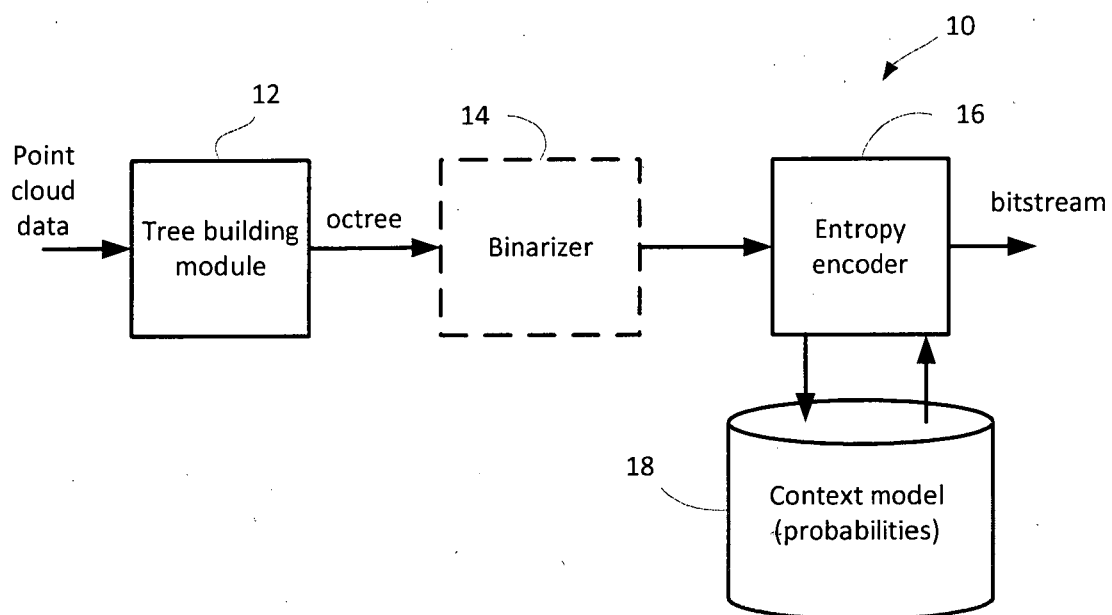 10
12
14
16
Point
cloud
data
Tree building
module
octree
Binarizer
Entropy
encoder
bitstream
18
Context model
(probabilities)